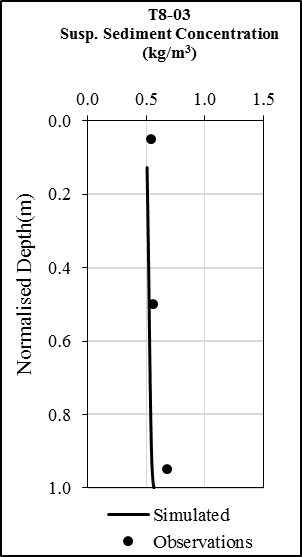 T8-03
Susp. Sediment Concentration
(kg/m³)
0.0 0.5 1.0 1.5
0.0
0.2
0.4
0.6
0.8
1.0
Normalised Depth(m)
Simulated
Observations